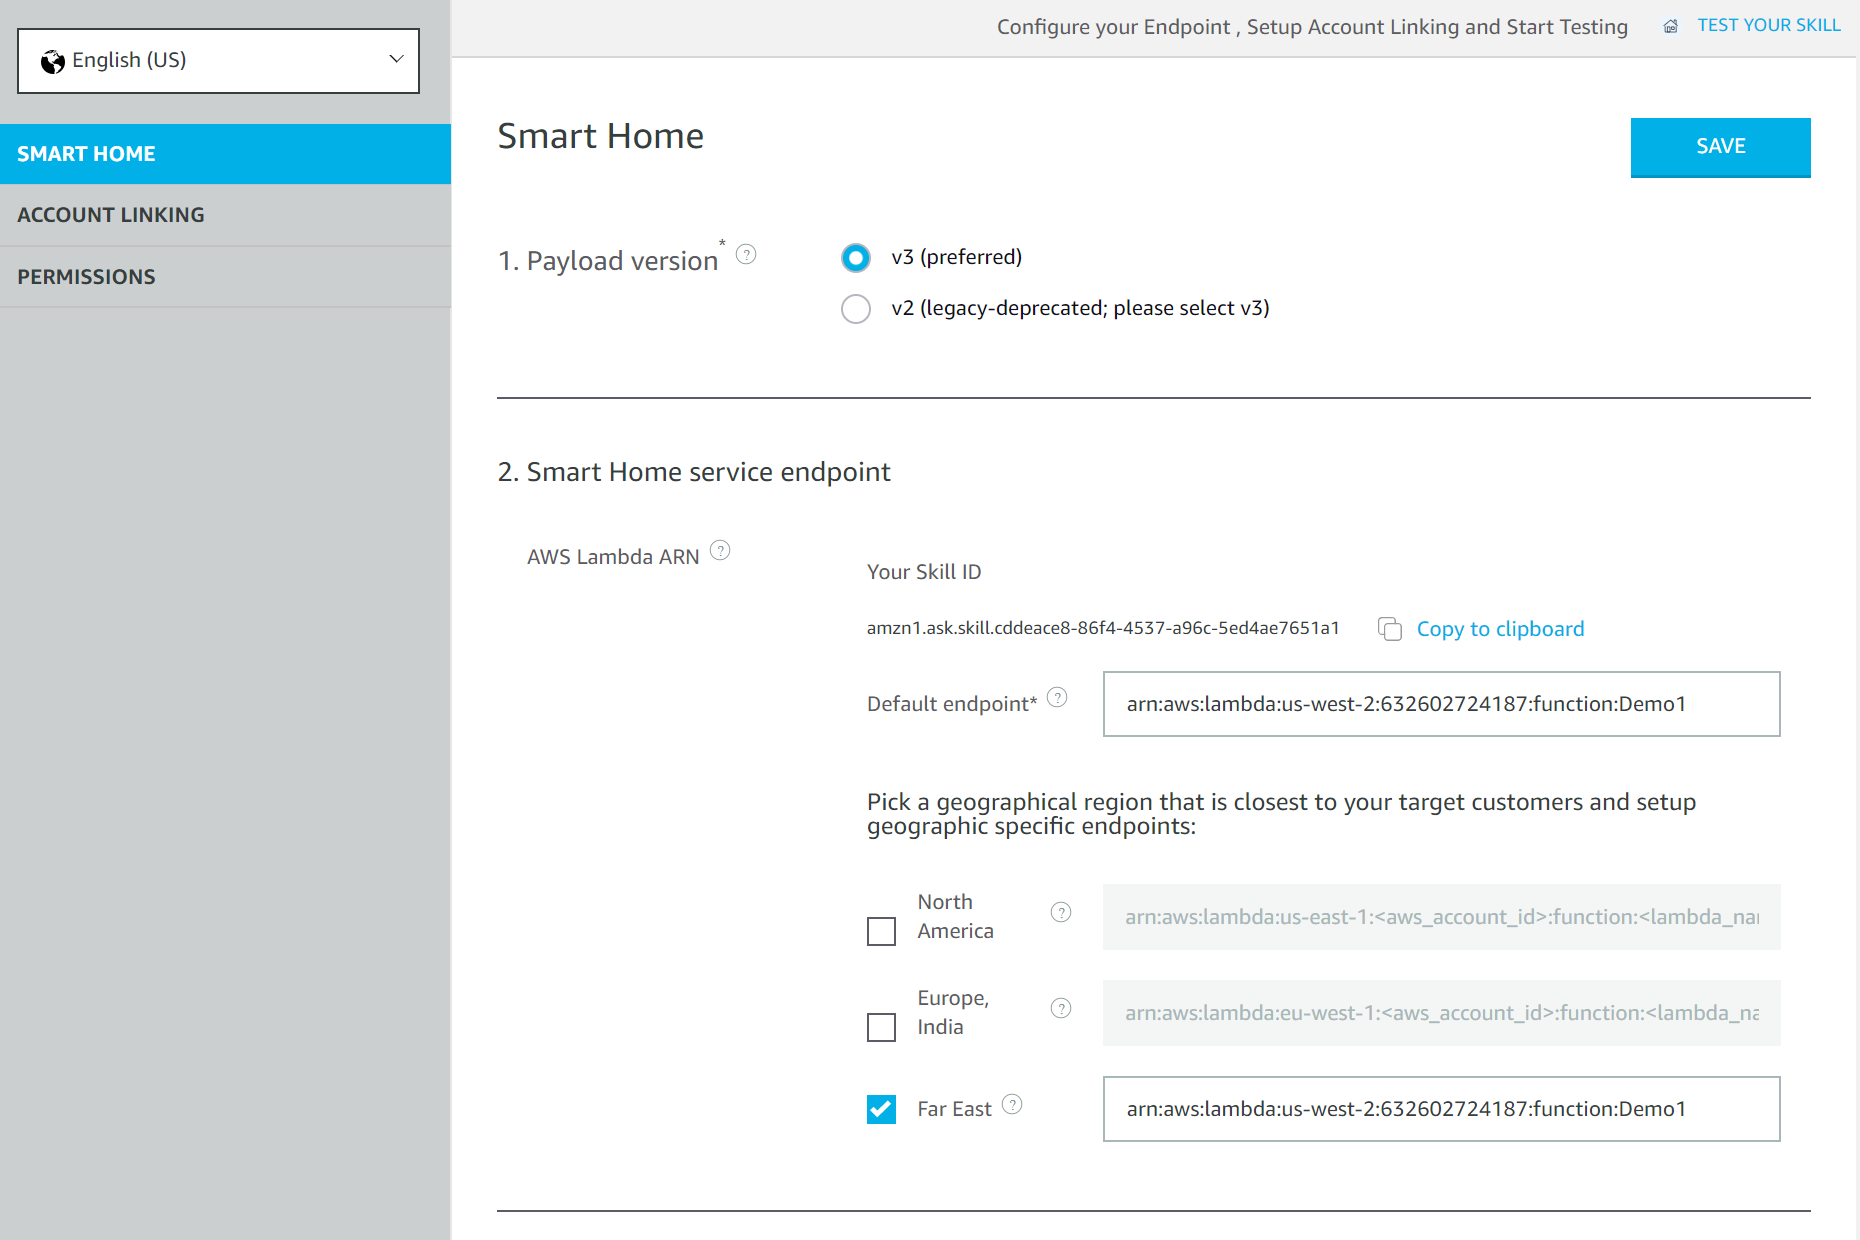 Configure your Endpoint , Setup Account Linking and Start Testing
TEST YOUR SKILL
English (US)
SMART HOME
ACCOUNT LINKING
PERMISSIONS
Smart Home
SAVE
1. Payload version * ?
v3 (preferred)
v2 (legacy-deprecated; please select v3)
2. Smart Home service endpoint
AWS Lambda ARN ?
Your Skill ID
amzn1.ask.skill.cddeace8-86f4-4537-a96c-5ed4ae7651a1
Copy to clipboard
Default endpoint* ?
arn:aws:lambda:us-west-2:632602724187:function:Demo1
Pick a geographical region that is closest to your target customers and setup
geographic specific endpoints:
North
America
?
arn:aws:lambda:us-east-1:<aws_account_id>:function:<lambda_nar
Europe,
India
?
arn:aws:lambda:eu-west-1:<aws_account_id>:function:<lambda_na
Far East ?
arn:aws:lambda:us-west-2:632602724187:function:Demo1